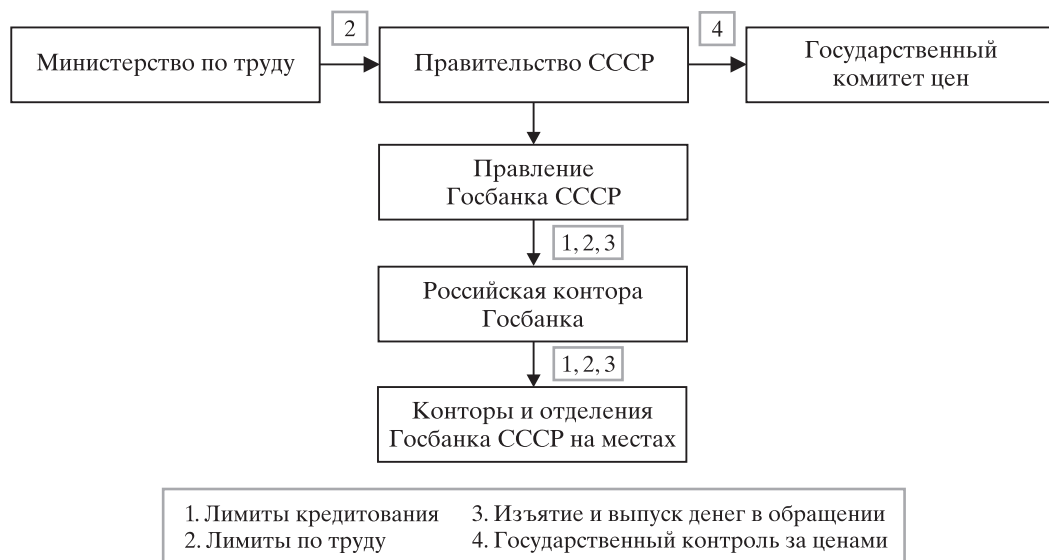 2
4
Министерство по труду
Правительство СССР
Государственный
комитет цен
Правление
Госбанка СССР
1, 2, 3
Российская контора
Госбанка
1, 2, 3
Конторы и отделения
Госбанка СССР на местах
1. Лимиты кредитования
2. Лимиты по труду
3. Изъятие и выпуск денег в обращении
4. Государственный контроль за ценами